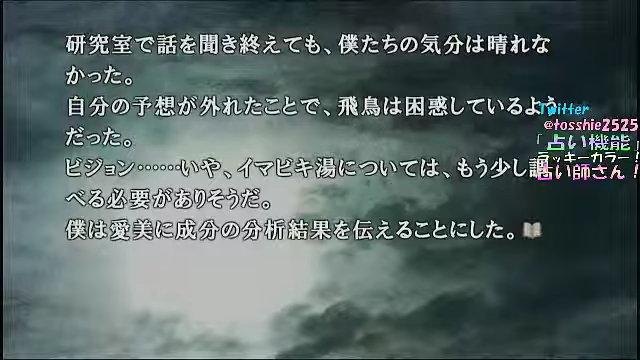 研究室で話を聞き終えても、僕たちの気分は晴れな
かった。
自分の予想が外れたことで、飛鳥は困惑しているよう
だった。
ビジョン……いや、イマビキ湯については、もう少し調
べる必要がありそうだ。
僕は愛美に成分の分析結果を伝えることにした。
Twitter
@tosshie2525
「占い機能」
ラッキーカラー!
占い師さん!